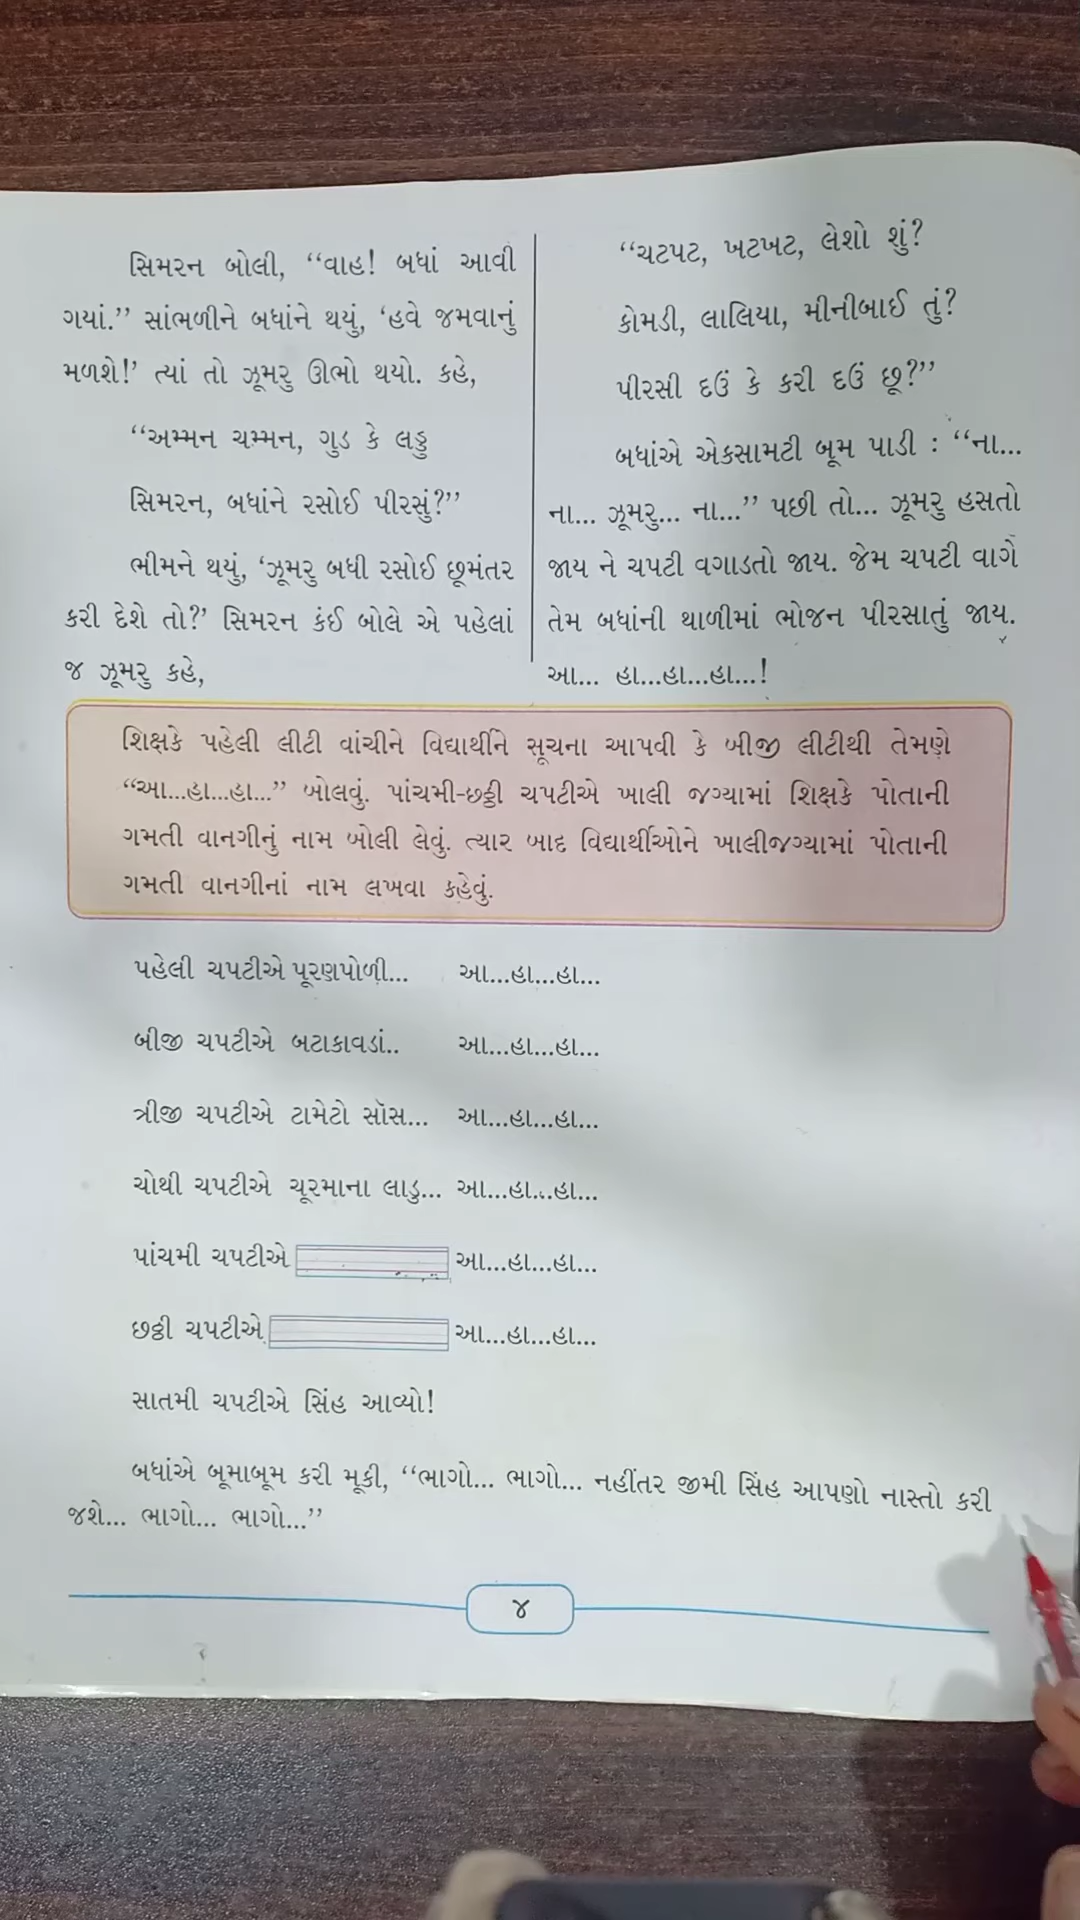 સિમરન બોલી, “વાહ! બધાં આવી
ગયાં.” સાંભળીને બધાંને થયું, ‘હવે જમવાનું
મળશે!’ ત્યાં તો ઝૂમરુ ઊભો થયો. કહે,
“અમ્મન ચમ્મન, ગુડ કે લડ્ડુ
સિમરન, બધાંને રસોઈ પીરસું?”
ભીમને થયું, ‘ઝૂમરુ બધી રસોઈ છૂમંતર
કરી દેશે તો?’ સિમરન કંઈ બોલે એ પહેલાં
જ ઝૂમરુ કહે,
“ચટપટ, ખટખટ, લેશો શું?
કોમડી, લાલિયા, મીનીબાઈ તું?
પીરસી દઉં કે કરી દઉં છૂ?”
બધાંએ એકસામટી બૂમ પાડી : “ના...
ના... ઝૂમરુ... ના...” પછી તો... ઝૂમરુ હસતો
જાય ને ચપટી વગાડતો જાય. જેમ ચપટી વાગે
તેમ બધાંની થાળીમાં ભોજન પીરસાતું જાય.
આ... હા...હા...હા...!
શિક્ષકે પહેલી લીટી વાંચીને વિદ્યાર્થીને સૂચના આપવી કે બીજી લીટીથી તેમણે
“આ...હા...હા...” બોલવું. પાંચમી-છઠ્ઠી ચપટીએ ખાલી જગ્યામાં શિક્ષકે પોતાની
ગમતી વાનગીનું નામ બોલી લેવું. ત્યાર બાદ વિદ્યાર્થીઓને ખાલીજગ્યામાં પોતાની
ગમતી વાનગીનાં નામ લખવા કહેવું.
પહેલી ચપટીએ પૂરણપોળી... આ...હા...હા...
બીજી ચપટીએ બટાકાવડાં.. આ...હા...હા...
ત્રીજી ચપટીએ ટામેટો સૉસ... આ...હા...હા...
ચોથી ચપટીએ ચૂરમાના લાડુ... આ...હા...હા...
પાંચમી ચપટીએ આ...હા...હા...
છઠ્ઠી ચપટીએ આ...હા...હા...
સાતમી ચપટીએ સિંહ આવ્યો!
બધાંએ બૂમાબૂમ કરી મૂકી, “ભાગો... ભાગો... નહીંતર જીમી સિંહ આપણો નાસ્તો કરી
જશે... ભાગો... ભાગો...”
૪